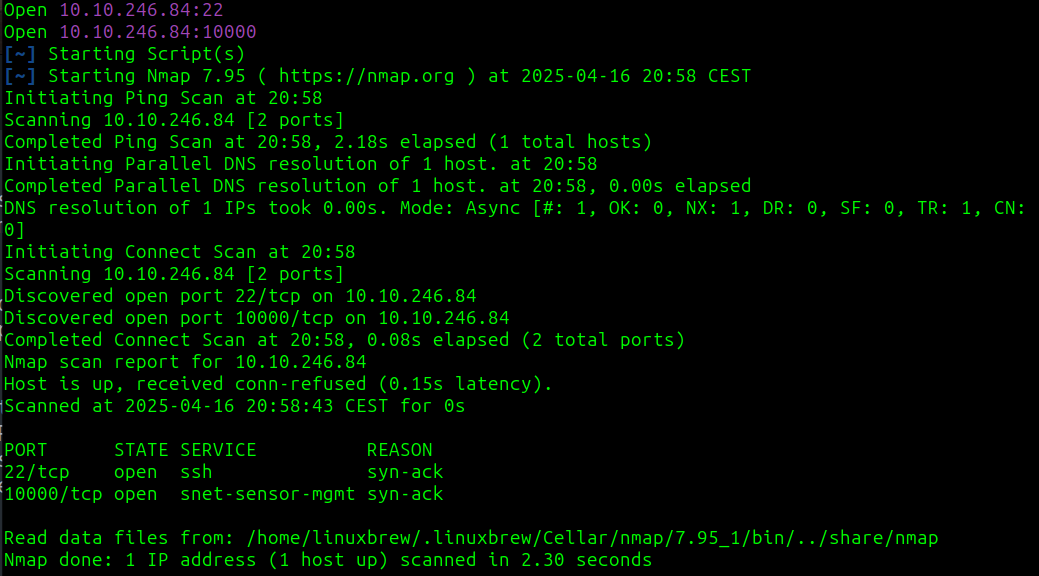 Open 10.10.246.84:22
Open 10.10.246.84:10000
[~] Starting Script(s)
[~] Starting Nmap 7.95 ( https://nmap.org ) at 2025-04-16 20:58 CEST
Initiating Ping Scan at 20:58
Scanning 10.10.246.84 [2 ports]
Completed Ping Scan at 20:58, 2.18s elapsed (1 total hosts)
Initiating Parallel DNS resolution of 1 host. at 20:58
Completed Parallel DNS resolution of 1 host. at 20:58, 0.00s elapsed
DNS resolution of 1 IPs took 0.00s. Mode: Async [#: 1, OK: 0, NX: 1, DR: 0, SF: 0, TR: 1, CN:
0]
Initiating Connect Scan at 20:58
Scanning 10.10.246.84 [2 ports]
Discovered open port 22/tcp on 10.10.246.84
Discovered open port 10000/tcp on 10.10.246.84
Completed Connect Scan at 20:58, 0.08s elapsed (2 total ports)
Nmap scan report for 10.10.246.84
Host is up, received conn-refused (0.15s latency).
Scanned at 2025-04-16 20:58:43 CEST for 0s

PORT      STATE SERVICE          REASON
22/tcp    open  ssh              syn-ack
10000/tcp open  snet-sensor-mgmt syn-ack

Read data files from: /home/linuxbrew/.linuxbrew/Cellar/nmap/7.95_1/bin/../share/nmap
Nmap done: 1 IP address (1 host up) scanned in 2.30 seconds